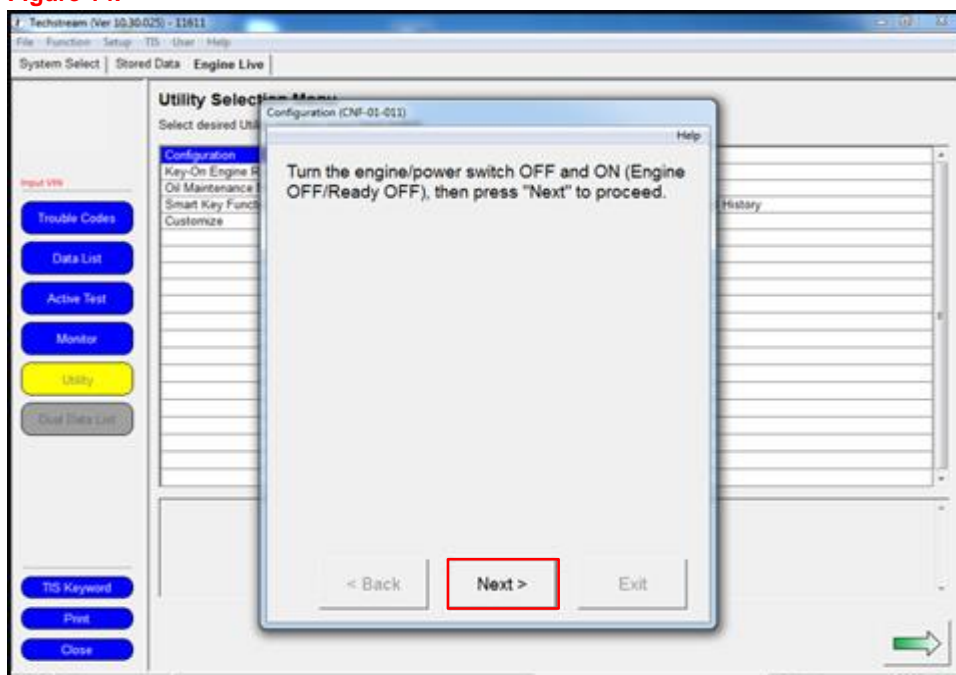 Techstream (Ver 10.30.025) - 11611
File Function Setup TIS User Help
System Select Stored Data Engine Live
Utility Selection Menu
Select desired Uti
Configuration (CNF-01-011)
Help
Turn the engine/power switch OFF and ON (Engine
OFF/Ready OFF), then press "Next" to proceed.
Configuration
Key-On Engine R
Oil Maintenance
Smart Key Funct
History
Customize
Input VIN
Trouble Codes
Data List
Active Test
Monitor
Utility
Dual Data List
< Back Next > Exit
TIS Keyword
Print
Close